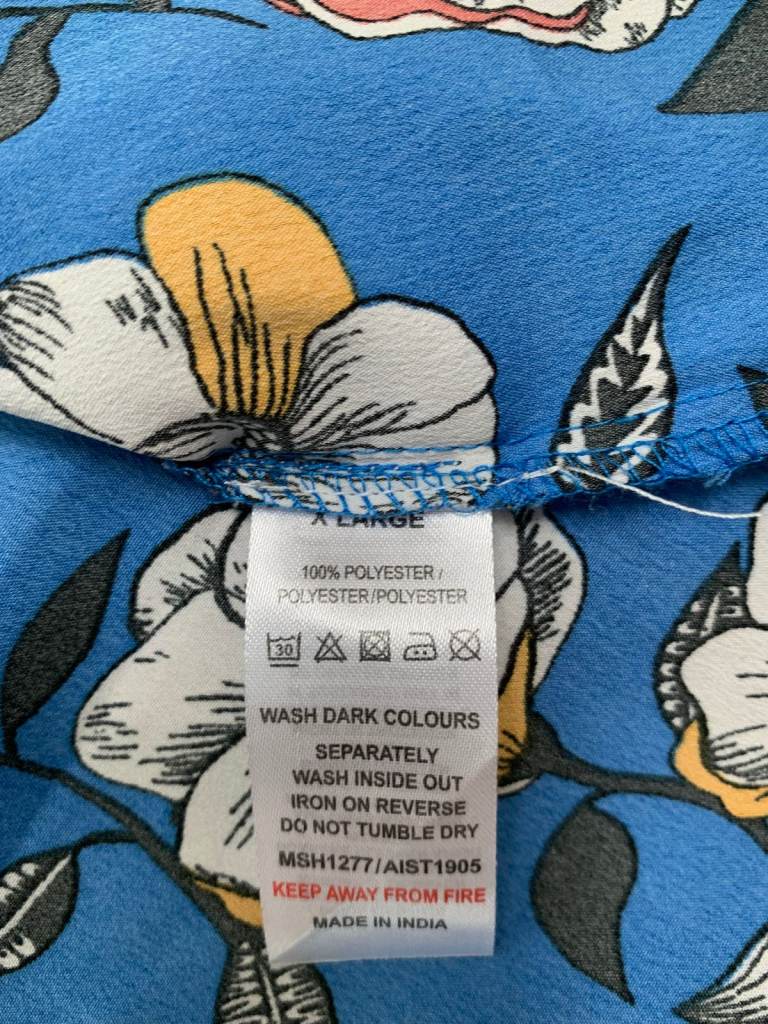 X LARGE
100% POLYESTER /
POLYESTER/POLYESTER
30
WASH DARK COLOURS
SEPARATELY
WASH INSIDE OUT
IRON ON REVERSE
DO NOT TUMBLE DRY
MSH1277/AIST1905
KEEP AWAY FROM FIRE
MADE IN INDIA